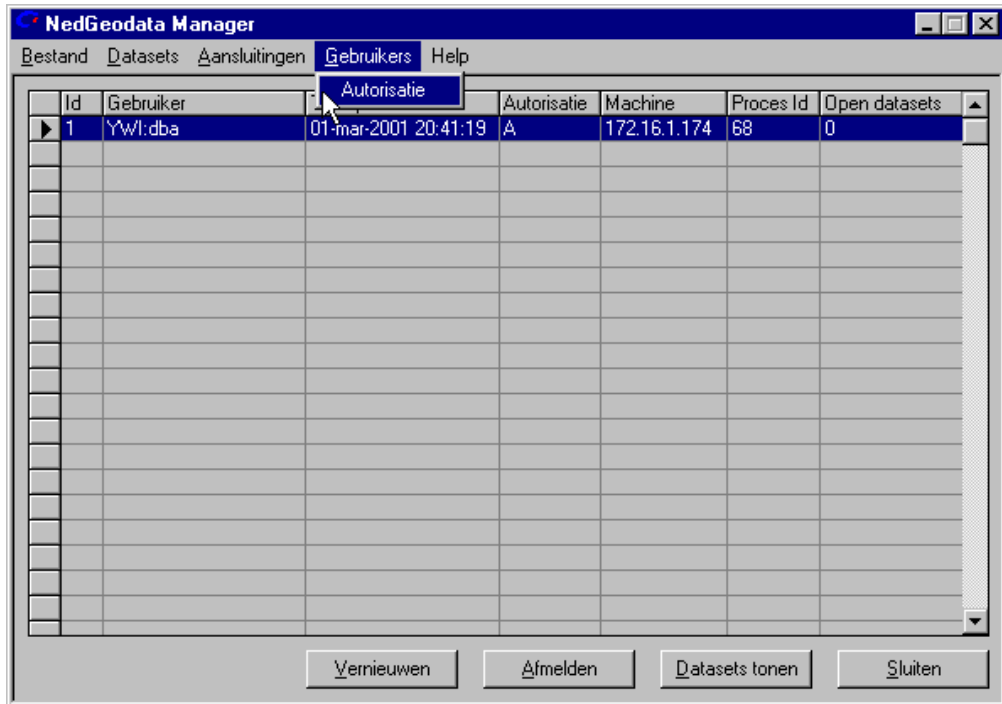 NedGeodata Manager
Bestand Datasets Aansluitingen Gebruikers Help
Autorisatie
Id Gebruiker Autorisatie Machine Proces Id Open datasets
1 YWI:dba 01-mar-2001 20:41:19 A 172.16.1.174 68 0
Vernieuwen Afmelden Datasets tonen Sluiten